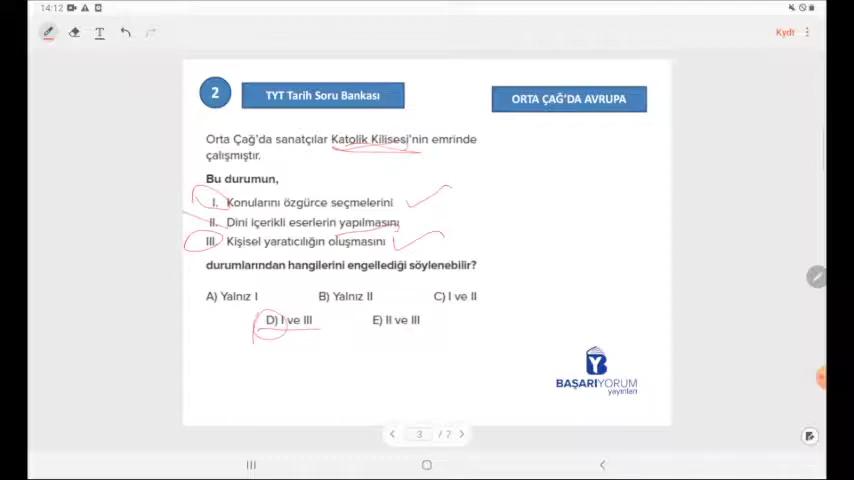 14:12
Kydt
2
TYT Tarih Soru Bankası
ORTA ÇAĞ'DA AVRUPA
Orta Çağ'da sanatçılar Katolik Kilisesi'nin emrinde
çalışmıştır.
Bu durumun,
I. Konularını özgürce seçmelerini
II. Dini içerikli eserlerin yapılmasını
III. Kişisel yaratıcılığın oluşmasını
durumlarından hangilerini engellediği söylenebilir?
A) Yalnız I B) Yalnız II C) I ve II
D) I ve III E) II ve III
BAŞARIYORUM
yayınları
3 / 7